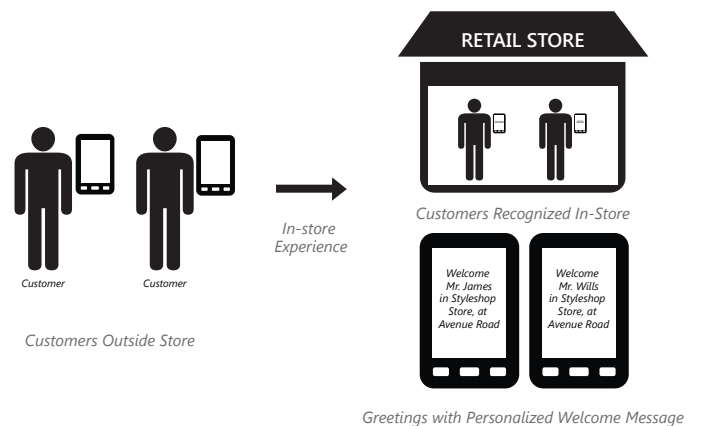 RETAIL STORE
Customers Recognized In-Store
In-store
Experience
Customer
Customer
Customers Outside Store
Welcome
Mr. James
in Styleshop
Store, at
Avenue Road
Welcome
Mr. Wills
in Styleshop
Store, at
Avenue Road
Greetings with Personalized Welcome Message